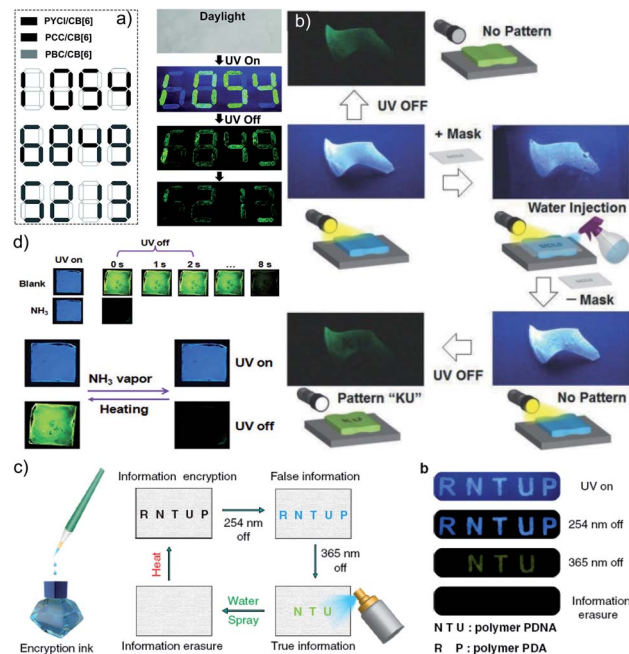 a)
PYCl/CB[6]
PCC/CB[6]
PBC/CB[6]
1054
6849
5213
Daylight
UV On
1054
UV Off
6849
5213
b)
No Pattern
UV OFF
+ Mask
Water Injection
− Mask
UV OFF
Pattern “KU”
KU
No Pattern
d)
UV off
UV on
0 s
1 s
2 s
...
8 s
Blank
NH3
NH3 vapor
Heating
UV on
UV off
c)
Information encryption
R N T U P
254 nm
off
False information
R N T U P
365 nm
off
N T U
True information
Water
Spray
Information erasure
Heat
Encryption ink
b
R N T U P
UV on
R N T U P
254 nm off
N T U
365 nm off
Information
erasure
N T U : polymer PDNA
R P : polymer PDA